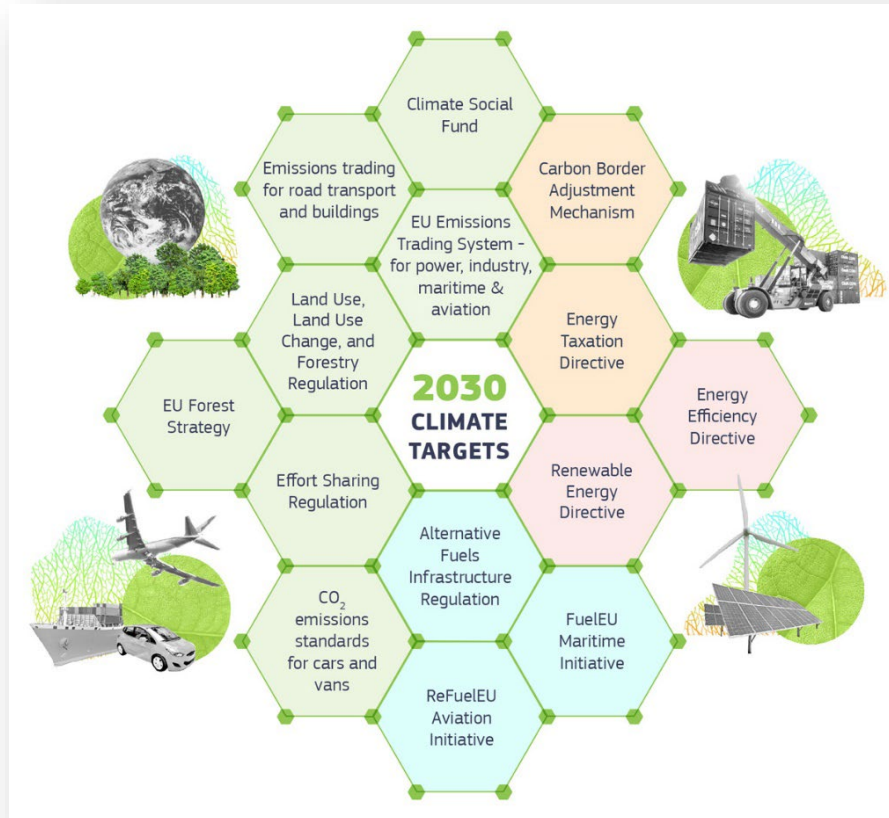 Climate Social
Fund
Emissions trading
for road transport
and buildings
Carbon Border
Adjustment
Mechanism
EU Emissions
Trading System -
for power, industry,
maritime &
aviation
Land Use,
Land Use
Change, and
Forestry
Regulation
Energy
Taxation
Directive
EU Forest
Strategy
2030
CLIMATE
TARGETS
Energy
Efficiency
Directive
Effort Sharing
Regulation
Renewable
Energy
Directive
Alternative
Fuels
Infrastructure
Regulation
CO₂
emissions
standards
for cars and
vans
FuelEU
Maritime
Initiative
ReFuelEU
Aviation
Initiative